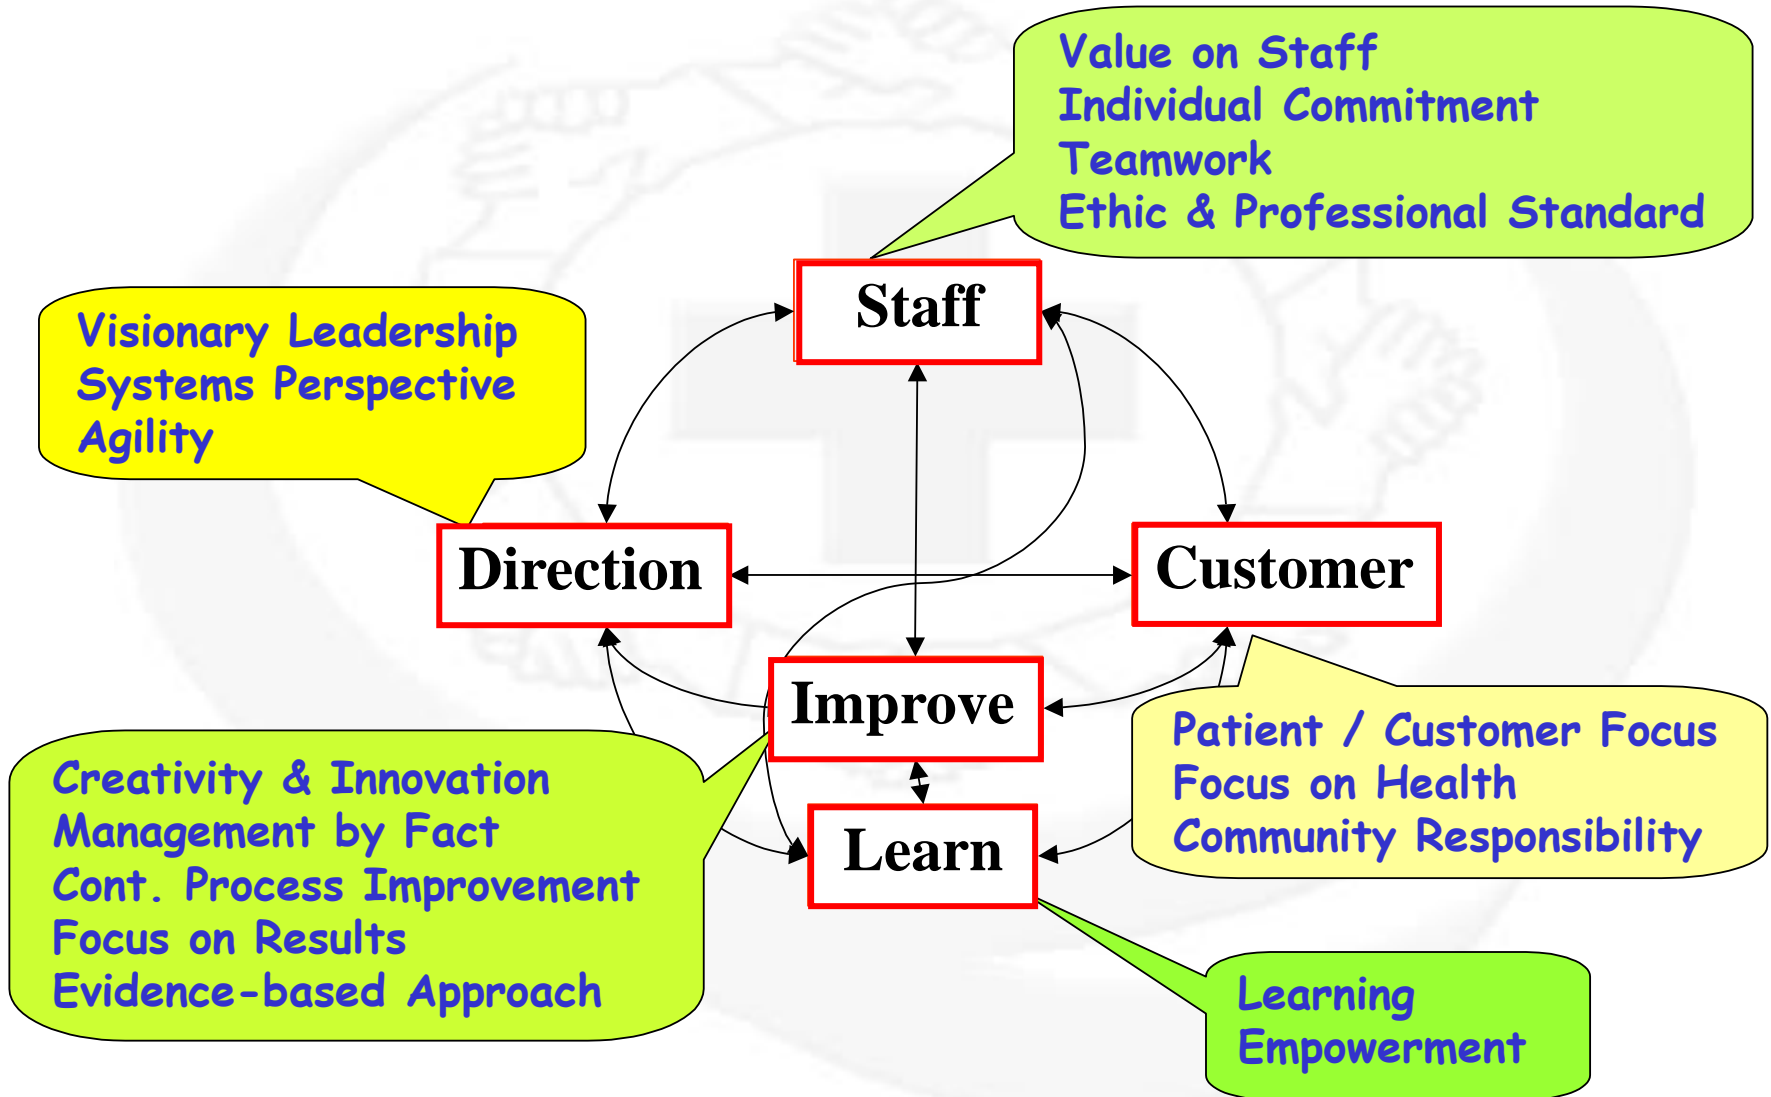 Value on Staff
Individual Commitment
Teamwork
Ethic & Professional Standard
Staff
Visionary Leadership
Systems Perspective
Agility
Direction
Customer
Improve
Patient / Customer Focus
Focus on Health
Community Responsibility
Creativity & Innovation
Management by Fact
Cont. Process Improvement
Focus on Results
Evidence-based Approach
Learn
Learning
Empowerment